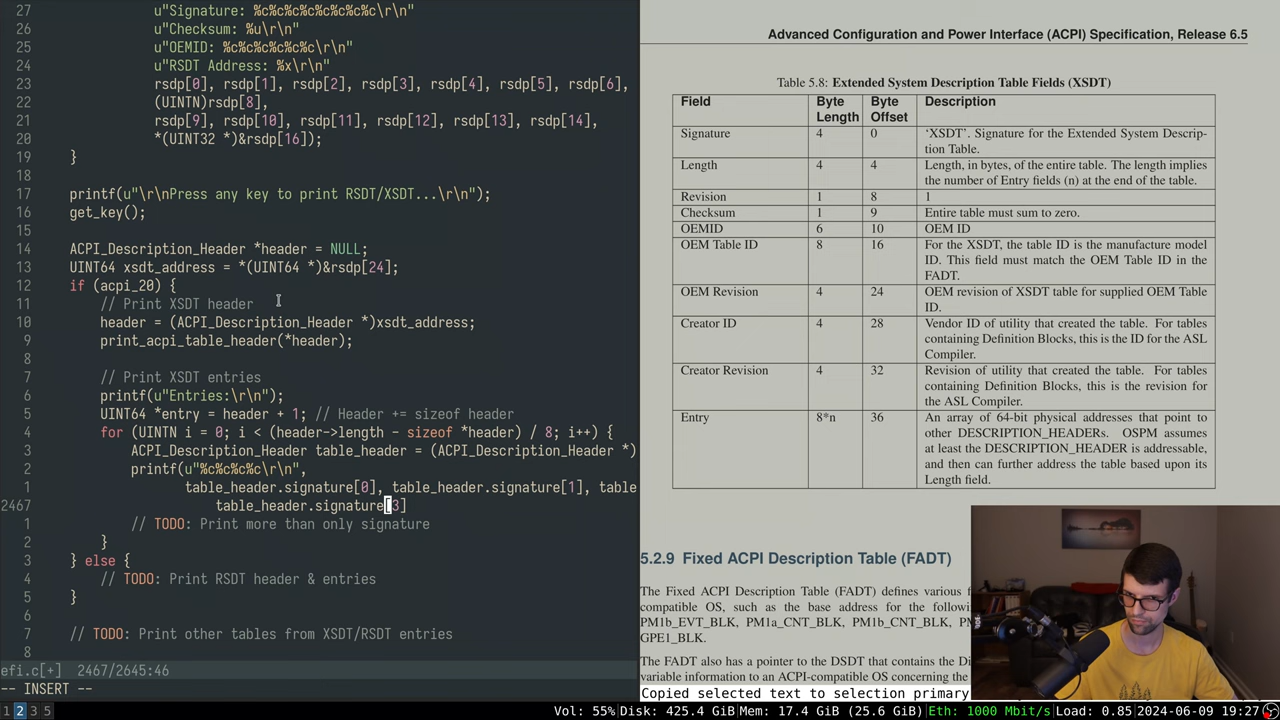 27 u"Signature: %c%c%c%c%c%c%c%c\r\n"
26 u"Checksum: %u\r\n"
25 u"OEMID: %c%c%c%c%c%c\r\n"
24 u"RSDT Address: %x\r\n"
23 rsdp[0], rsdp[1], rsdp[2], rsdp[3], rsdp[4], rsdp[5], rsdp[6],
22 (UINTN)rsdp[8],
21 rsdp[9], rsdp[10], rsdp[11], rsdp[12], rsdp[13], rsdp[14],
20 *(UINT32 *)&rsdp[16]);
19 }
18
17 printf(u"\r\nPress any key to print RSDT/XSDT...\r\n");
16 get_key();
15
14 ACPI_Description_Header *header = NULL;
13 UINT64 xsdt_address = *(UINT64 *)&rsdp[24];
12 if (acpi_20) {
11 // Print XSDT header
10 header = (ACPI_Description_Header *)xsdt_address;
9 print_acpi_table_header(*header);
8
7 // Print XSDT entries
6 printf(u"Entries:\r\n");
5 UINT64 *entry = header + 1; // Header += sizeof header
4 for (UINTN i = 0; i < (header->length - sizeof *header) / 8; i++) {
3 ACPI_Description_Header table_header = (ACPI_Description_Header *)
2 printf(u"%c%c%c%c\r\n",
1 table_header.signature[0], table_header.signature[1], table
2467 table_header.signature[3]
1 // TODO: Print more than only signature
2 }
3 } else {
4 // TODO: Print RSDT header & entries
5 }
6
7 // TODO: Print other tables from XSDT/RSDT entries
8
efi.c[+] 2467/2645:46
-- INSERT --
Advanced Configuration and Power Interface (ACPI) Specification, Release 6.5
Table 5.8: Extended System Description Table Fields (XSDT)
Field Byte Length Byte Offset Description
Signature 4 0 ‘XSDT’. Signature for the Extended System Descrip-
tion Table.
Length 4 4 Length, in bytes, of the entire table. The length implies
the number of Entry fields (n) at the end of the table.
Revision 1 8 1
Checksum 1 9 Entire table must sum to zero.
OEMID 6 10 OEM ID
OEM Table ID 8 16 For the XSDT, the table ID is the manufacture model
ID. This field must match the OEM Table ID in the
FADT.
OEM Revision 4 24 OEM revision of XSDT table for supplied OEM Table
ID.
Creator ID 4 28 Vendor ID of utility that created the table. For tables
containing Definition Blocks, this is the ID for the ASL
Compiler.
Creator Revision 4 32 Revision of utility that created the table. For tables
containing Definition Blocks, this is the revision for
the ASL Compiler.
Entry 8*n 36 An array of 64-bit physical addresses that point to
other DESCRIPTION_HEADERs. OSPM assumes
at least the DESCRIPTION_HEADER is addressable,
and then can further address the table based upon its
Length field.
5.2.9 Fixed ACPI Description Table (FADT)
The Fixed ACPI Description Table (FADT) defines various f
compatible OS, such as the base address for the followi
PM1b_EVT_BLK, PM1a_CNT_BLK, PM1b_CNT_BLK, PM
GPE1_BLK.
The FADT also has a pointer to the DSDT that contains the Di
variable information to an ACPI-compatible OS concerning the
Copied selected text to selection primary
1 2 3 5 Vol: 55% Disk: 425.4 GiB Mem: 17.4 GiB (25.6 GiB) Eth: 1000 Mbit/s Load: 0.85 2024-06-09 19:27